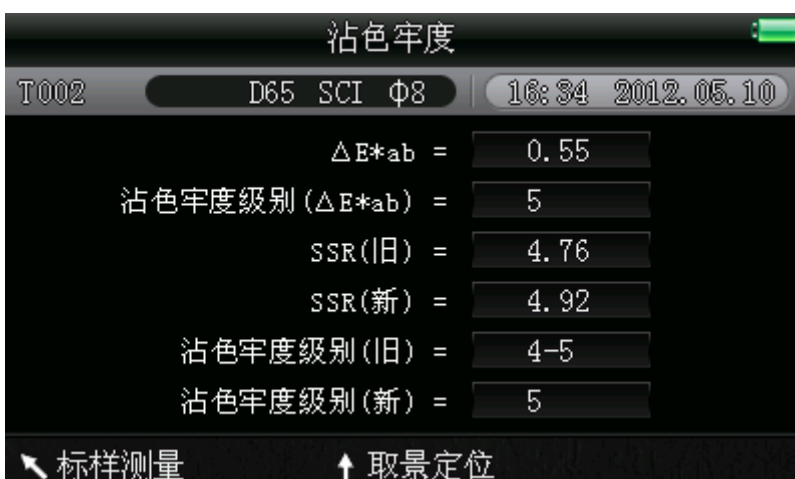 沾色牢度
T002 D65 SCI Φ8 16:34 2012.05.10
△E*ab = 0.55
沾色牢度级别(△E*ab) = 5
SSR(旧) = 4.76
SSR(新) = 4.92
沾色牢度级别(旧) = 4-5
沾色牢度级别(新) = 5
标样测量 取景定位